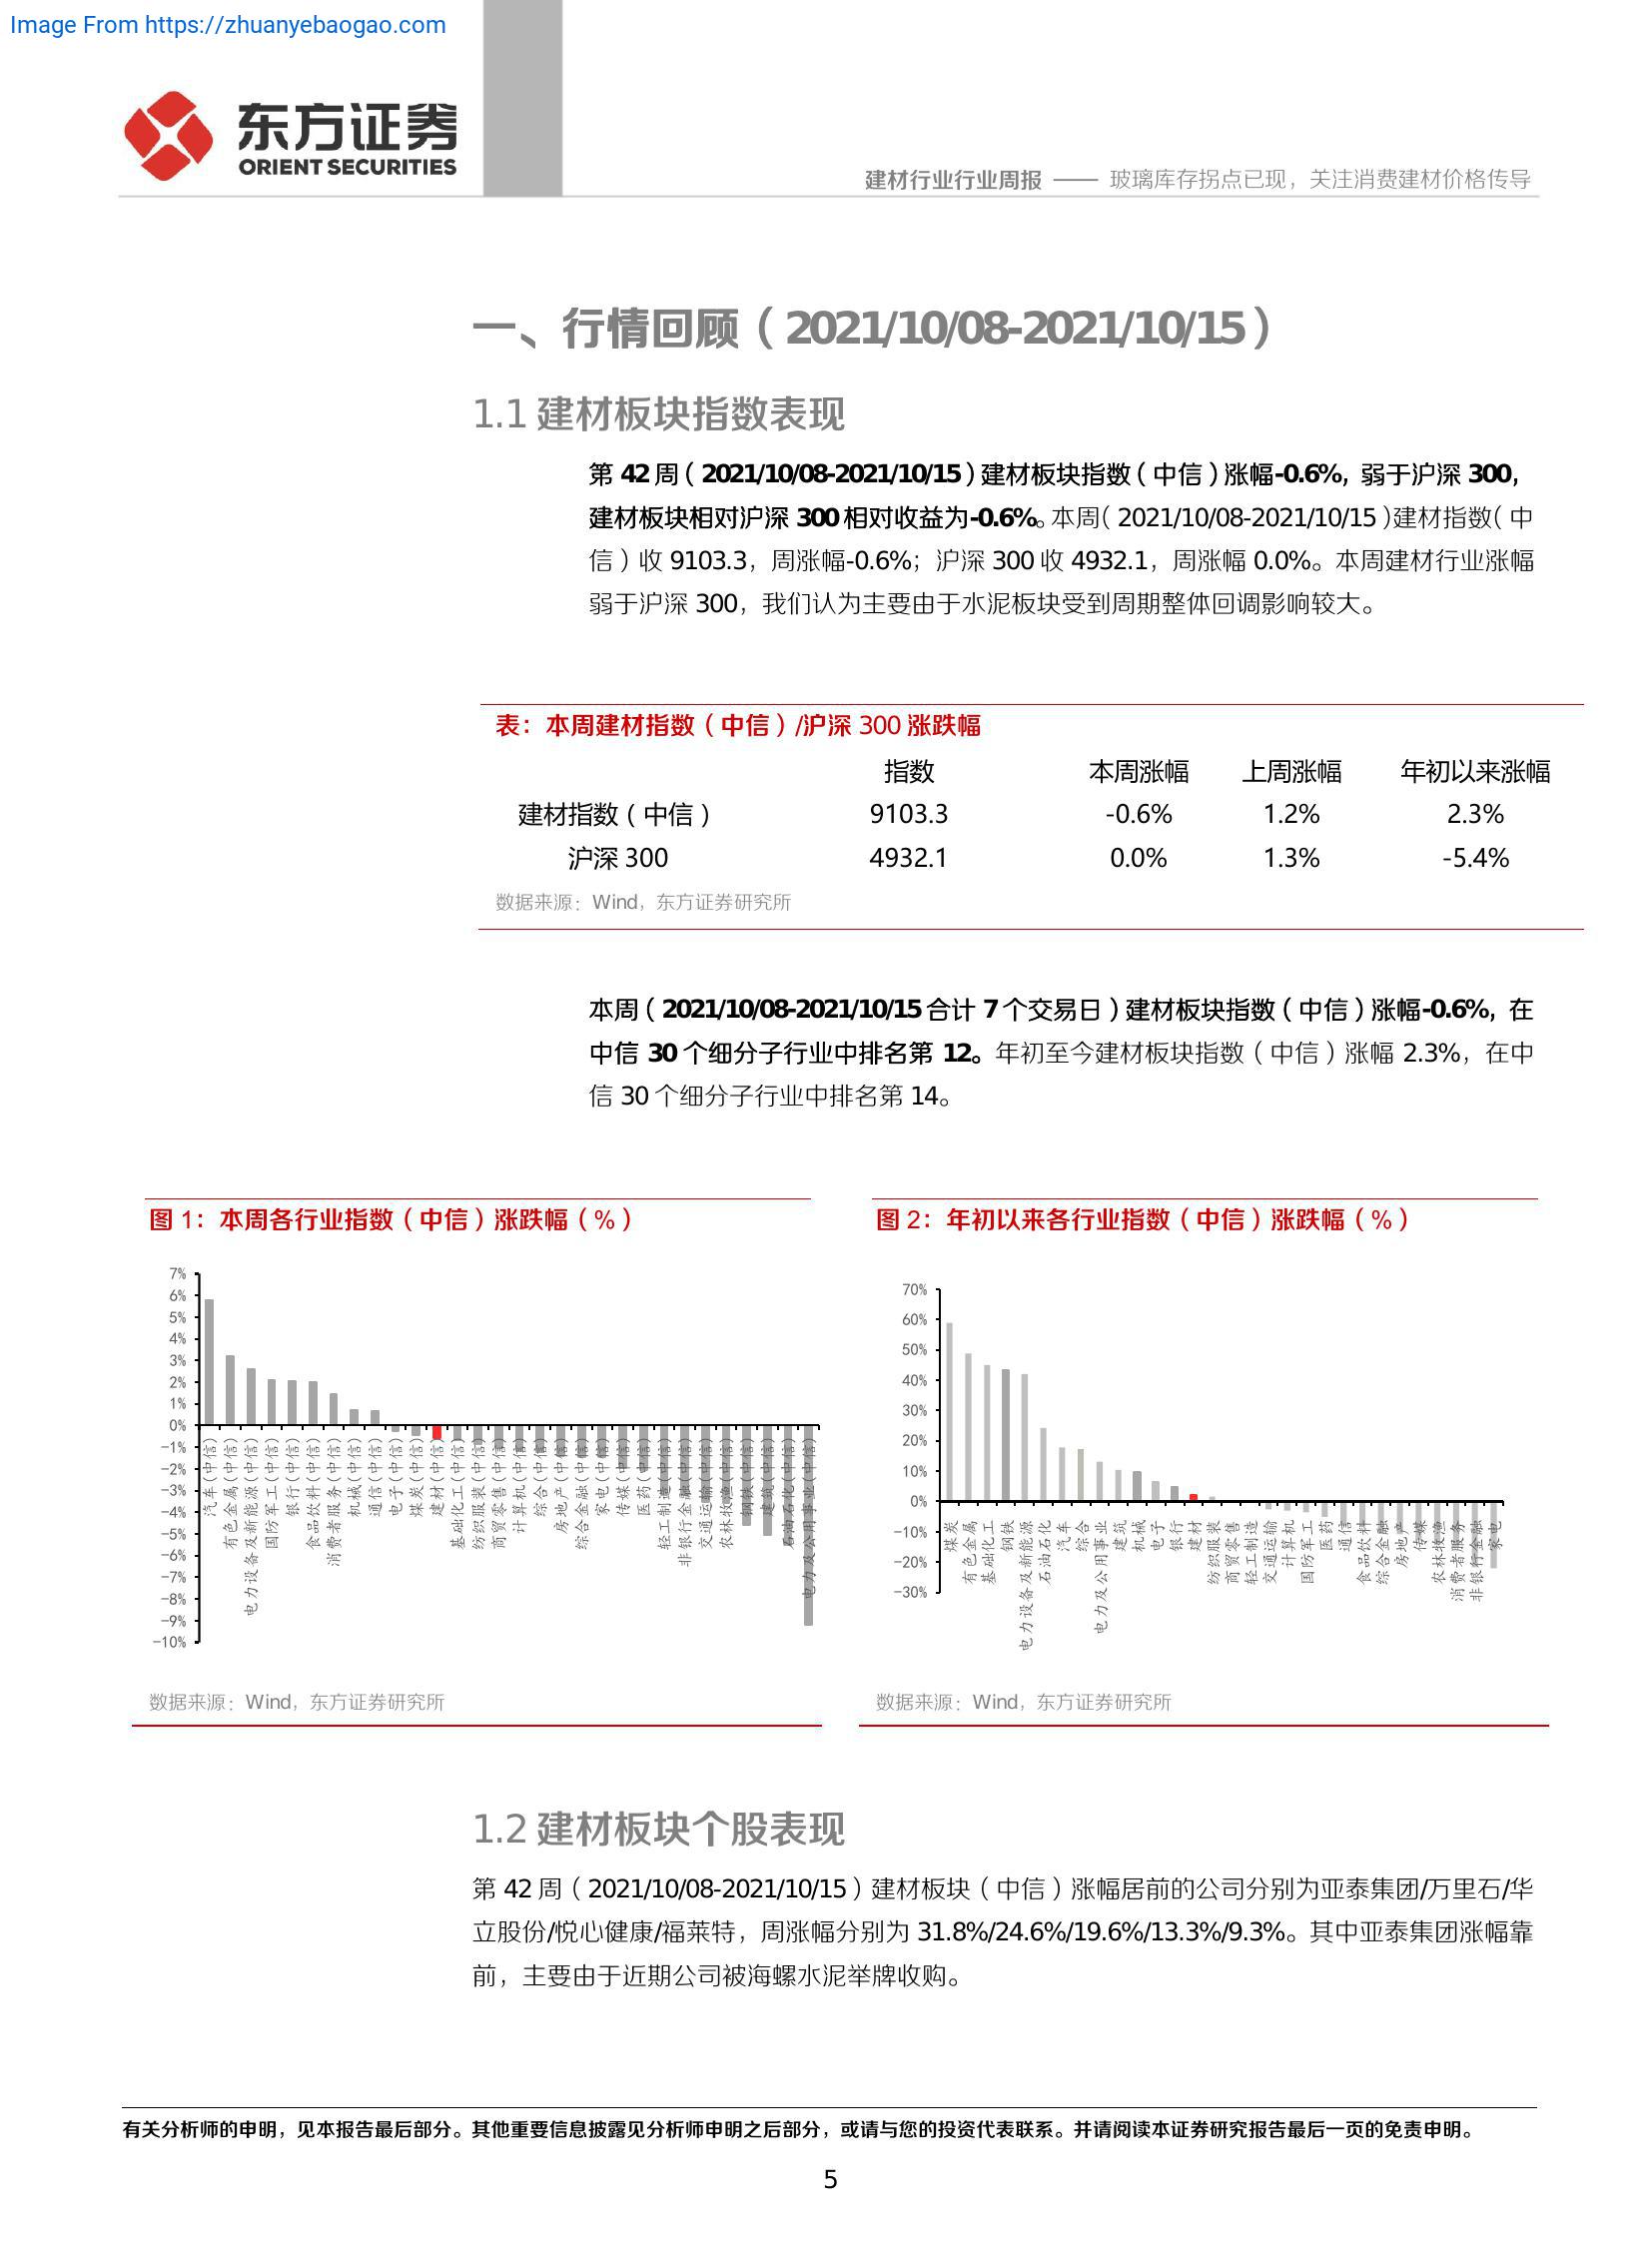 Image From https://zhuanyebaogao.com
东方证券
ORIENT SECURITIES
建材行业行业周报 —— 玻璃库存拐点已现，关注消费建材价格传导
一、行情回顾（2021/10/08-2021/10/15）
1.1 建材板块指数表现
第 42 周（2021/10/08-2021/10/15）建材板块指数（中信）涨幅-0.6%，弱于沪深 300，
建材板块相对沪深 300 相对收益为-0.6%。本周（2021/10/08-2021/10/15）建材指数（中
信）收 9103.3，周涨幅-0.6%；沪深 300 收 4932.1，周涨幅 0.0%。本周建材行业涨幅
弱于沪深 300，我们认为主要由于水泥板块受到周期整体回调影响较大。
表：本周建材指数（中信）/沪深 300 涨跌幅
指数 本周涨幅 上周涨幅 年初以来涨幅
建材指数（中信） 9103.3 -0.6% 1.2% 2.3%
沪深 300 4932.1 0.0% 1.3% -5.4%
数据来源：Wind，东方证券研究所
本周（2021/10/08-2021/10/15 合计 7 个交易日）建材板块指数（中信）涨幅-0.6%，在
中信 30 个细分子行业中排名第 12。年初至今建材板块指数（中信）涨幅 2.3%，在中
信 30 个细分子行业中排名第 14。
图 1：本周各行业指数（中信）涨跌幅（%）
7%
6%
5%
4%
3%
2%
1%
0%
-1%
-2%
-3%
-4%
-5%
-6%
-7%
-8%
-9%
-10%
汽车(中信)
有色金属(中信)
电力设备及新能源(中信)
国防军工(中信)
银行(中信)
食品饮料(中信)
消费者服务(中信)
机械(中信)
通信(中信)
电子(中信)
煤炭(中信)
建材(中信)
基础化工(中信)
纺织服装(中信)
商贸零售(中信)
计算机(中信)
综合(中信)
房地产(中信)
综合金融(中信)
家电(中信)
传媒(中信)
医药(中信)
轻工制造(中信)
非银行金融(中信)
交通运输(中信)
农林牧渔(中信)
钢铁(中信)
建筑(中信)
石油石化(中信)
电力及公用事业(中信)
数据来源：Wind，东方证券研究所
图 2：年初以来各行业指数（中信）涨跌幅（%）
70%
60%
50%
40%
30%
20%
10%
0%
-10%
-20%
-30%
煤炭
有色金属
基础化工
钢铁
电力设备及新能源
石油石化
汽车
综合
电力及公用事业
建筑
机械
电子
银行
建材
纺织服装
商贸零售
轻工制造
交通运输
计算机
国防军工
医药
通信
食品饮料
综合金融
房地产
传媒
农林牧渔
消费者服务
非银行金融
家电
数据来源：Wind，东方证券研究所
1.2 建材板块个股表现
第 42 周（2021/10/08-2021/10/15）建材板块（中信）涨幅居前的公司分别为亚泰集团/万里石/华
立股份/悦心健康/福莱特，周涨幅分别为 31.8%/24.6%/19.6%/13.3%/9.3%。其中亚泰集团涨幅靠
前，主要由于近期公司被海螺水泥举牌收购。
有关分析师的申明，见本报告最后部分。其他重要信息披露见分析师申明之后部分，或请与您的投资代表联系。并请阅读本证券研究报告最后一页的免责申明。
5